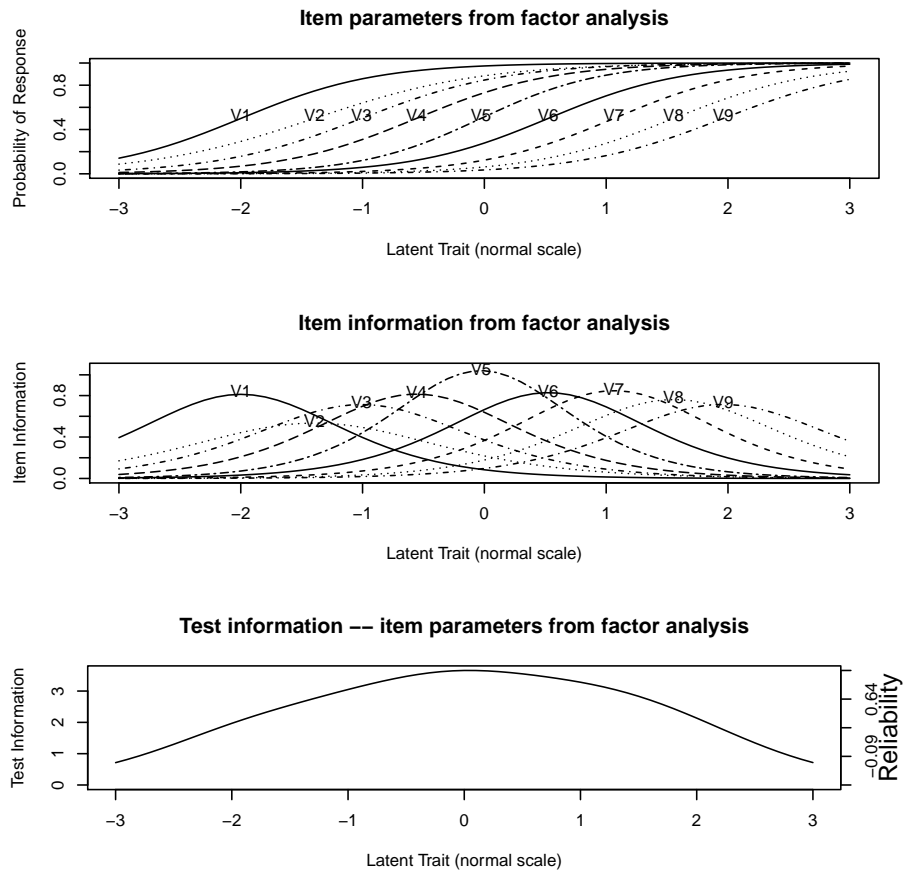 Item parameters from factor analysis
Probability of Response
0.0 0.4 0.8
V1 V2 V3 V4 V5 V6 V7 V8 V9
−3 −2 −1 0 1 2 3
Latent Trait (normal scale)
Item information from factor analysis
Item Information
0.0 0.4 0.8
V1 V2 V3 V4 V5 V6 V7 V8 V9
−3 −2 −1 0 1 2 3
Latent Trait (normal scale)
Test information −− item parameters from factor analysis
Test Information
0 1 2 3
−0.09 0.64
Reliability
−3 −2 −1 0 1 2 3
Latent Trait (normal scale)